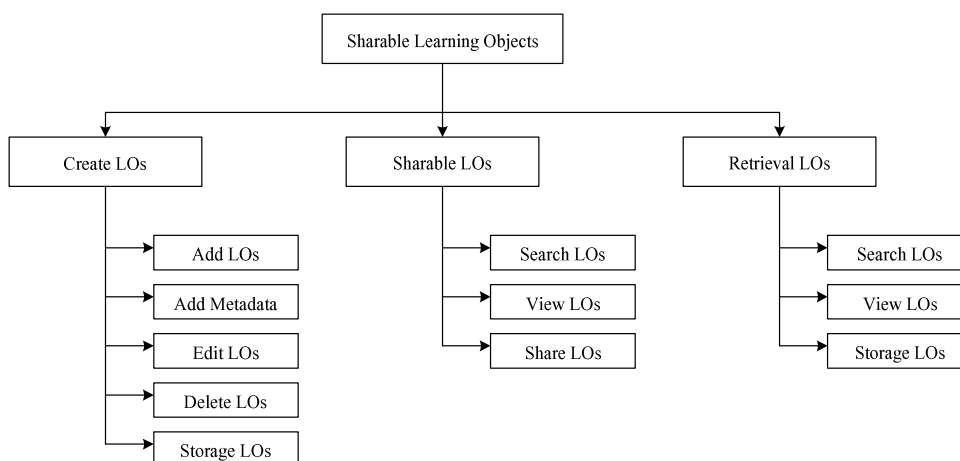 Sharable Learning Objects
Create LOs
Sharable LOs
Retrieval LOs
Add LOs
Add Metadata
Edit LOs
Delete LOs
Storage LOs
Search LOs
View LOs
Share LOs
Search LOs
View LOs
Storage LOs